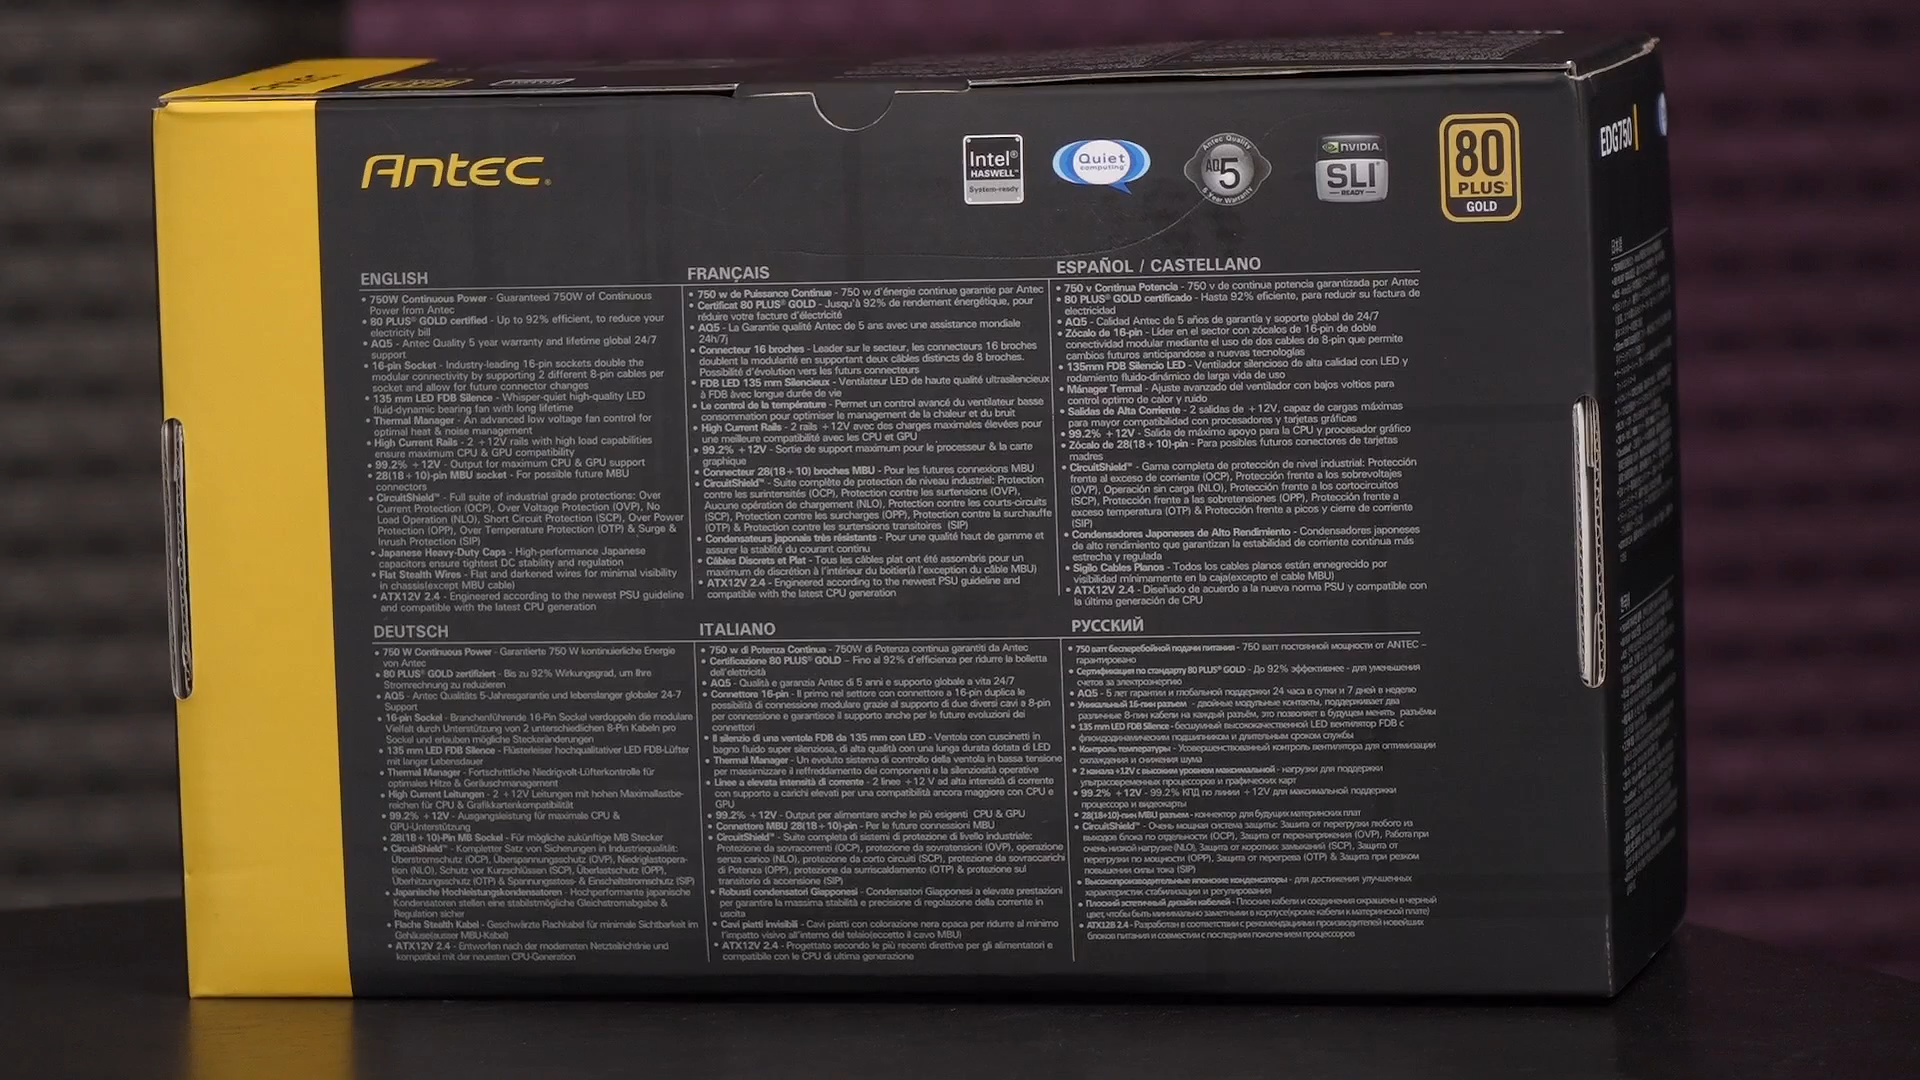 Antec
Intel®
HASWELL™
System-ready
Quiet
computing™
Antec Quality
AQ5
5 Year Warranty
NVIDIA.
SLI®
READY
80
PLUS®
GOLD
EDG750
ENGLISH
• 750W Continuous Power - Guaranteed 750W of Continuous
Power from Antec
• 80 PLUS® GOLD certified - Up to 92% efficient, to reduce your
electricity bill
• AQ5 - Antec Quality 5 year warranty and lifetime global 24/7
support
• 16-pin Socket - Industry-leading 16-pin sockets double the
modular connectivity by supporting 2 different 8-pin cables per
socket and allow for future connector changes
• 135 mm LED FDB Silence - Whisper-quiet high-quality LED
fluid-dynamic bearing fan with long lifetime
• Thermal Manager - An advanced low voltage fan control for
optimal heat & noise management
• High Current Rails - 2 +12V rails with high load capabilities
ensure maximum CPU & GPU compatibility
• 99.2% +12V - Output for maximum CPU & GPU support
• 28(18+10)-pin MBU socket - For possible future MBU
connectors
• CircuitShield™ - Full suite of industrial grade protections: Over
Current Protection (OCP), Over Voltage Protection (OVP), No
Load Operation (NLO), Short Circuit Protection (SCP), Over Power
Protection (OPP), Over Temperature Protection (OTP) & Surge &
Inrush Protection (SIP)
• Japanese Heavy-Duty Caps - High-performance Japanese
capacitors ensure tightest DC stability and regulation
• Flat Stealth Wires - Flat and darkened wires for minimal visibility
in chassis(except MBU cable)
• ATX12V 2.4 - Engineered according to the newest PSU guideline
and compatible with the latest CPU generation
FRANÇAIS
• 750 w de Puissance Continue - 750 w d'énergie continue garantie par Antec
• Certificat 80 PLUS® GOLD - Jusqu'à 92% de rendement énergétique, pour
réduire votre facture d'électricité
• AQ5 - La Garantie qualité Antec de 5 ans avec une assistance mondiale
24h/7j
• Connecteur 16 broches - Leader sur le secteur, les connecteurs 16 broches
doublent la modularité en supportant deux câbles distincts de 8 broches.
Possibilité d'évolution vers les futurs connecteurs
• FDB LED 135 mm Silencieux - Ventilateur LED de haute qualité ultrasilencieux
à FDB avec longue durée de vie
• Le control de la température - Permet un control avancé du ventilateur basse
consommation pour optimiser le management de la chaleur et du bruit
• High Current Rails - 2 rails +12V avec des charges maximales élevées pour
une meilleure compatibilité avec les CPU et GPU
• 99.2% +12V - Sortie de support maximum pour le processeur & la carte
graphique
• Connecteur 28(18+10) broches MBU - Pour les futures connexions MBU
• CircuitShield™ - Suite complète de protection de niveau industriel: Protection
contre les surintensités (OCP), Protection contre les surtensions (OVP),
Aucune opération de chargement (NLO), Protection contre les courts-circuits
(SCP), Protection contre les surcharges (OPP), Protection contre la surchauffe
(OTP) & Protection contre les surtensions transitoires (SIP)
• Condensateurs japonais très résistants - Pour une qualité haut de gamme et
assurer la stablité du courant continu
• Câbles Discrets et Plat - Tous les câbles plat ont été assombris pour un
maximum de discrétion à l'intérieur du boitier(à l'exception du câble MBU)
• ATX12V 2.4 - Engineered according to the newest PSU guideline and
compatible with the latest CPU generation
ESPAÑOL / CASTELLANO
• 750 v Continua Potencia - 750 v de continua potencia garantizada por Antec
• 80 PLUS® GOLD certificado - Hasta 92% eficiente, para reducir su factura de
electricidad
• AQ5 - Calidad Antec de 5 años de garantía y soporte global de 24/7
• Zócalo de 16-pin - Líder en el sector con zócalos de 16-pin de doble
conectividad modular mediante el uso de dos cables de 8-pin que permite
cambios futuros anticipandose a nuevas tecnologías
• 135mm FDB Silencio LED - Ventilador silencioso de alta calidad con LED y
rodamiento fluido-dinámico de larga vida de uso
• Mánager Termal - Ajuste avanzado del ventilador con bajos voltios para
control optimo de calor y ruido
• Salidas de Alta Corriente - 2 salidas de +12V, capaz de cargas máximas
para mayor compatibilidad con procesadores y tarjetas gráficas
• 99.2% +12V - Salida de máximo apoyo para la CPU y procesador gráfico
• Zócalo de 28(18+10)-pin - Para posibles futuros conectores de tarjetas
madres
• CircuitShield™ - Gama completa de protección de nivel industrial: Protección
frente al exceso de corriente (OCP), Protección frente a los sobrevoltajes
(OVP), Operación sin carga (NLO), Protección frente a los cortocircuitos
(SCP), Protección frente a las sobretensiones (OPP), Protección frente a
exceso temperatura (OTP) & Protección frente a picos y cierre de corriente
(SIP)
• Condensadores Japoneses de Alto Rendimiento - Condensadores japoneses
de alto rendimiento que garantizan la estabilidad de corriente continua más
estrecha y regulada
• Sigilo Cables Planos - Todos los cables planos están ennegrecido por
visibilidad mínimamente en la caja(excepto el cable MBU)
• ATX12V 2.4 - Diseñado de acuerdo a la nueva norma PSU y compatible con
la última generación de CPU
DEUTSCH
• 750 W Continuous Power - Garantierte 750 W kontinuierliche Energie
von Antec
• 80 PLUS® GOLD zertifiziert - Bis zu 92% Wirkungsgrad, um Ihre
Stromrechnung zu reduzieren
• AQ5 - Antec Qualitäts 5-Jahresgarantie und lebenslanger globaler 24-7
Support
• 16-pin Sockel - Branchenführende 16-Pin Sockel verdoppeln die modulare
Vielfalt durch Unterstützung von 2 unterschiedlichen 8-Pin Kabeln pro
Sockel und erlauben mögliche Steckeränderungen
• 135 mm LED FDB Silence - Flüsterleiser hochqualitativer LED FDB-Lüfter
mit langer Lebensdauer
• Thermal Manager - Fortschrittliche Niedrigvolt-Lüfterkontrolle für
optimales Hitze & Geräuschmanagement
• High Current Leitungen - 2 +12V Leitungen mit hohen Maximallastbe-
reichen für CPU & Grafikkartenkompatibilität
• 99.2% +12V - Ausgangsleistung für maximale CPU &
GPU-Unterstützung
• 28(18+10)-Pin MB Sockel - Für mögliche zukünftige MB Stecker
• CircuitShield™ - Kompletter Satz von Sicherungen in Industriequalität:
Überstromschutz (OCP), Überspannungsschutz (OVP), Niedriglastopera-
tion (NLO), Schutz vor Kurzschlüssen (SCP), Überlastschutz (OPP),
Überhitzungsschutz (OTP) & Spannungsstoss- & Einschaltstromschutz (SIP)
• Japanische Hochleistungskondensatoren - Hochperformante japanische
Kondensatoren stellen eine stabilstmögliche Gleichstromabgabe &
Regulation sicher
• Flache Stealth Kabel - Geschwärzte Flachkabel für minimale Sichtbarkeit im
Gehäuse(ausser MBU-Kabel)
• ATX12V 2.4 - Entworfen nach der modernsten Netzteilrichtlinie und
kompatibel mit der neuesten CPU-Generation
ITALIANO
• 750 w di Potenza Continua - 750W di Potenza continua garantiti da Antec
• Certificazione 80 PLUS® GOLD – Fino al 92% d'efficienza per ridurre la bolletta
dell'elettricità
• AQ5 - Qualità e garanzia Antec di 5 anni e supporto globale a vita 24/7
• Connettore 16-pin - Il primo nel settore con connettore a 16-pin duplica le
possibilità di connessione modulare grazie al supporto di due diversi cavi a 8-pin
per connessione e garantisce il supporto anche per le future evoluzioni dei
connettori
• Il silenzio di una ventola FDB da 135 mm con LED - Ventola con cuscinetti in
bagno fluido super silenziosa, di alta qualità con una lunga durata dotata di LED
• Thermal Manager - Un evoluto sistema di controllo della ventola in bassa tensione
per massimizzare il reffredamento dei componenti e la silenziosità operative
• Linee a elevata intensità di corrente - 2 linee +12 V ad alta intensità di corrente
con supporto a carichi elevati per una compatibilità ancora maggiore con CPU e
GPU
• 99.2% +12V - Output per alimentare anche le più esigenti CPU & GPU
• Connettore MBU 28(18+10)-pin - Per le future connessioni MBU
• CircuitShield™ - Suite completa di sistemi di protezione di livello industriale:
Protezione da sovracorrenti (OCP), protezione da sovratensioni (OVP), operazione
senza carico (NLO), protezione da corto circuiti (SCP), protezione da sovraccarichi
di Potenza (OPP), protezione da surriscaldamento (OTP) & protezione sul
transitorio di accensione (SIP)
• Robusti condensatori Giapponesi - Condensatori Giapponesi a elevate prestazioni
per garantire la massima stabilità e precisione di regolazione della corrente in
uscita
• Cavi piatti invisibili - Cavi piatti con colorazione nera opaca per ridurre al minimo
l'impatto visivo all'interno del telaio(eccetto il cavo MBU)
• ATX12V 2.4 - Progettato secondo le più recenti direttive per gli alimentatori e
compatibile con le CPU di ultima generazione
РУССКИЙ
• 750 ватт бесперебойной подачи питания - 750 ватт постоянной мощности от ANTEC –
гарантировано
• Сертификация по стандарту 80 PLUS® GOLD - До 92% эффективнее - для уменьшения
счетов за электроэнергию
• AQ5 - 5 лет гарантии и глобальной поддержки 24 часа в сутки и 7 дней в неделю
• Уникальный 16-пин разъем - двойные модульные контакты, поддерживает два
различные 8-пин кабели на каждый разъём, это позволяет в будущем менять разъёмы
• 135 mm LED FDB Silence - бесшумный высококачественной LED вентилятор FDB с
флюидодинамическим подшипником и длительным сроком службы
• Контроль температуры - Усовершенствованный контроль вентилятора для оптимизации
охлаждения и снижения шума
• 2 канала +12V с высоким уровнем максимальной - нагрузки для поддержки
ультрасовременных процессоров и графических карт
• 99.2% +12V - 99.2% КПД по линии +12V для максимальной поддержки
процессора и видеокарты
• 28(18+10)-пин MBU разъем - коннектор для будущих материнских плат
• CircuitShield™ - Очень мощная система защиты: Защита от перегрузки любого из
выходов блока по отдельности (OCP), Защита от перенапряжения (OVP), Работа при
очень низкой нагрузке (NLO), Защита от коротких замыканий (SCP), Защита от
перегрузки по мощности (OPP), Защита от перегрева (OTP) & Защита при резком
повышении силы тока (SIP)
• Высокопроизводительные японские конденсаторы - для достижения улучшенных
характеристик стабилизации и регулирования
• Плоский эстетичный дизайн кабелей - Плоские кабели и соединения окрашены в черный
цвет, чтобы быть минимально заметными в корпусе(кроме кабели к материнской плате)
• ATX12В 2.4 - Разработан в соответствии с рекомендациями производителей новейших
блоков питания и совместим с последним поколением процессоров
日本語
한국어